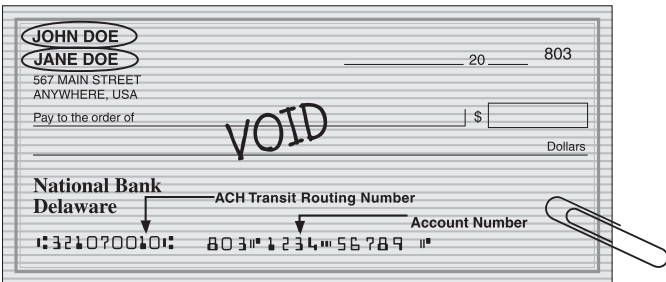 JOHN DOE
JANE DOE
567 MAIN STREET
ANYWHERE, USA
20 803
Pay to the order of $
VOID
Dollars
National Bank
Delaware
ACH Transit Routing Number
Account Number
⑆321070010⑆ 803⑈1234⑉56789 ⑈